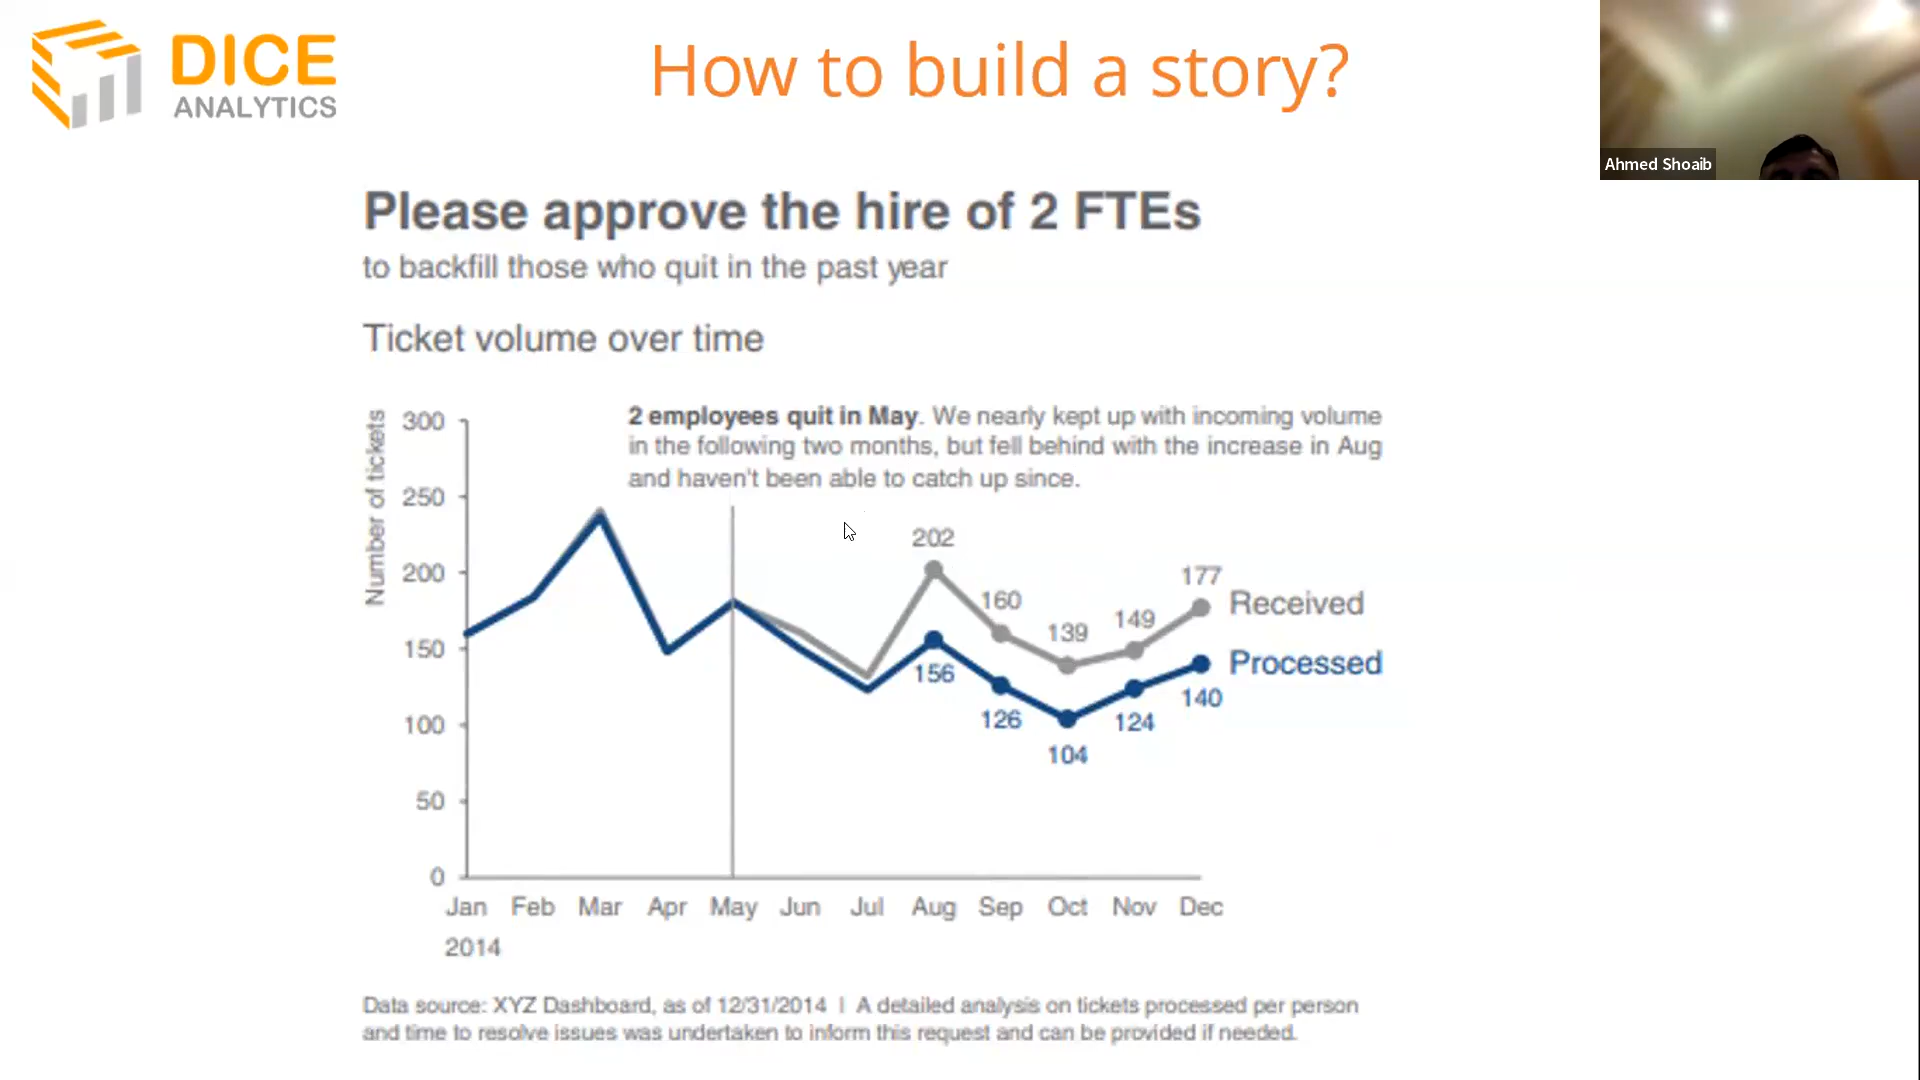 DICE
ANALYTICS
How to build a story?
Ahmed Shoaib
Please approve the hire of 2 FTEs
to backfill those who quit in the past year
Ticket volume over time
Number of tickets
300
250
200
150
100
50
0
2 employees quit in May. We nearly kept up with incoming volume
in the following two months, but fell behind with the increase in Aug
and haven't been able to catch up since.
202
160
139
149
177
Received
156
126
104
124
140
Processed
Jan Feb Mar Apr May Jun Jul Aug Sep Oct Nov Dec
2014
Data source: XYZ Dashboard, as of 12/31/2014 | A detailed analysis on tickets processed per person
and time to resolve issues was undertaken to inform this request and can be provided if needed.